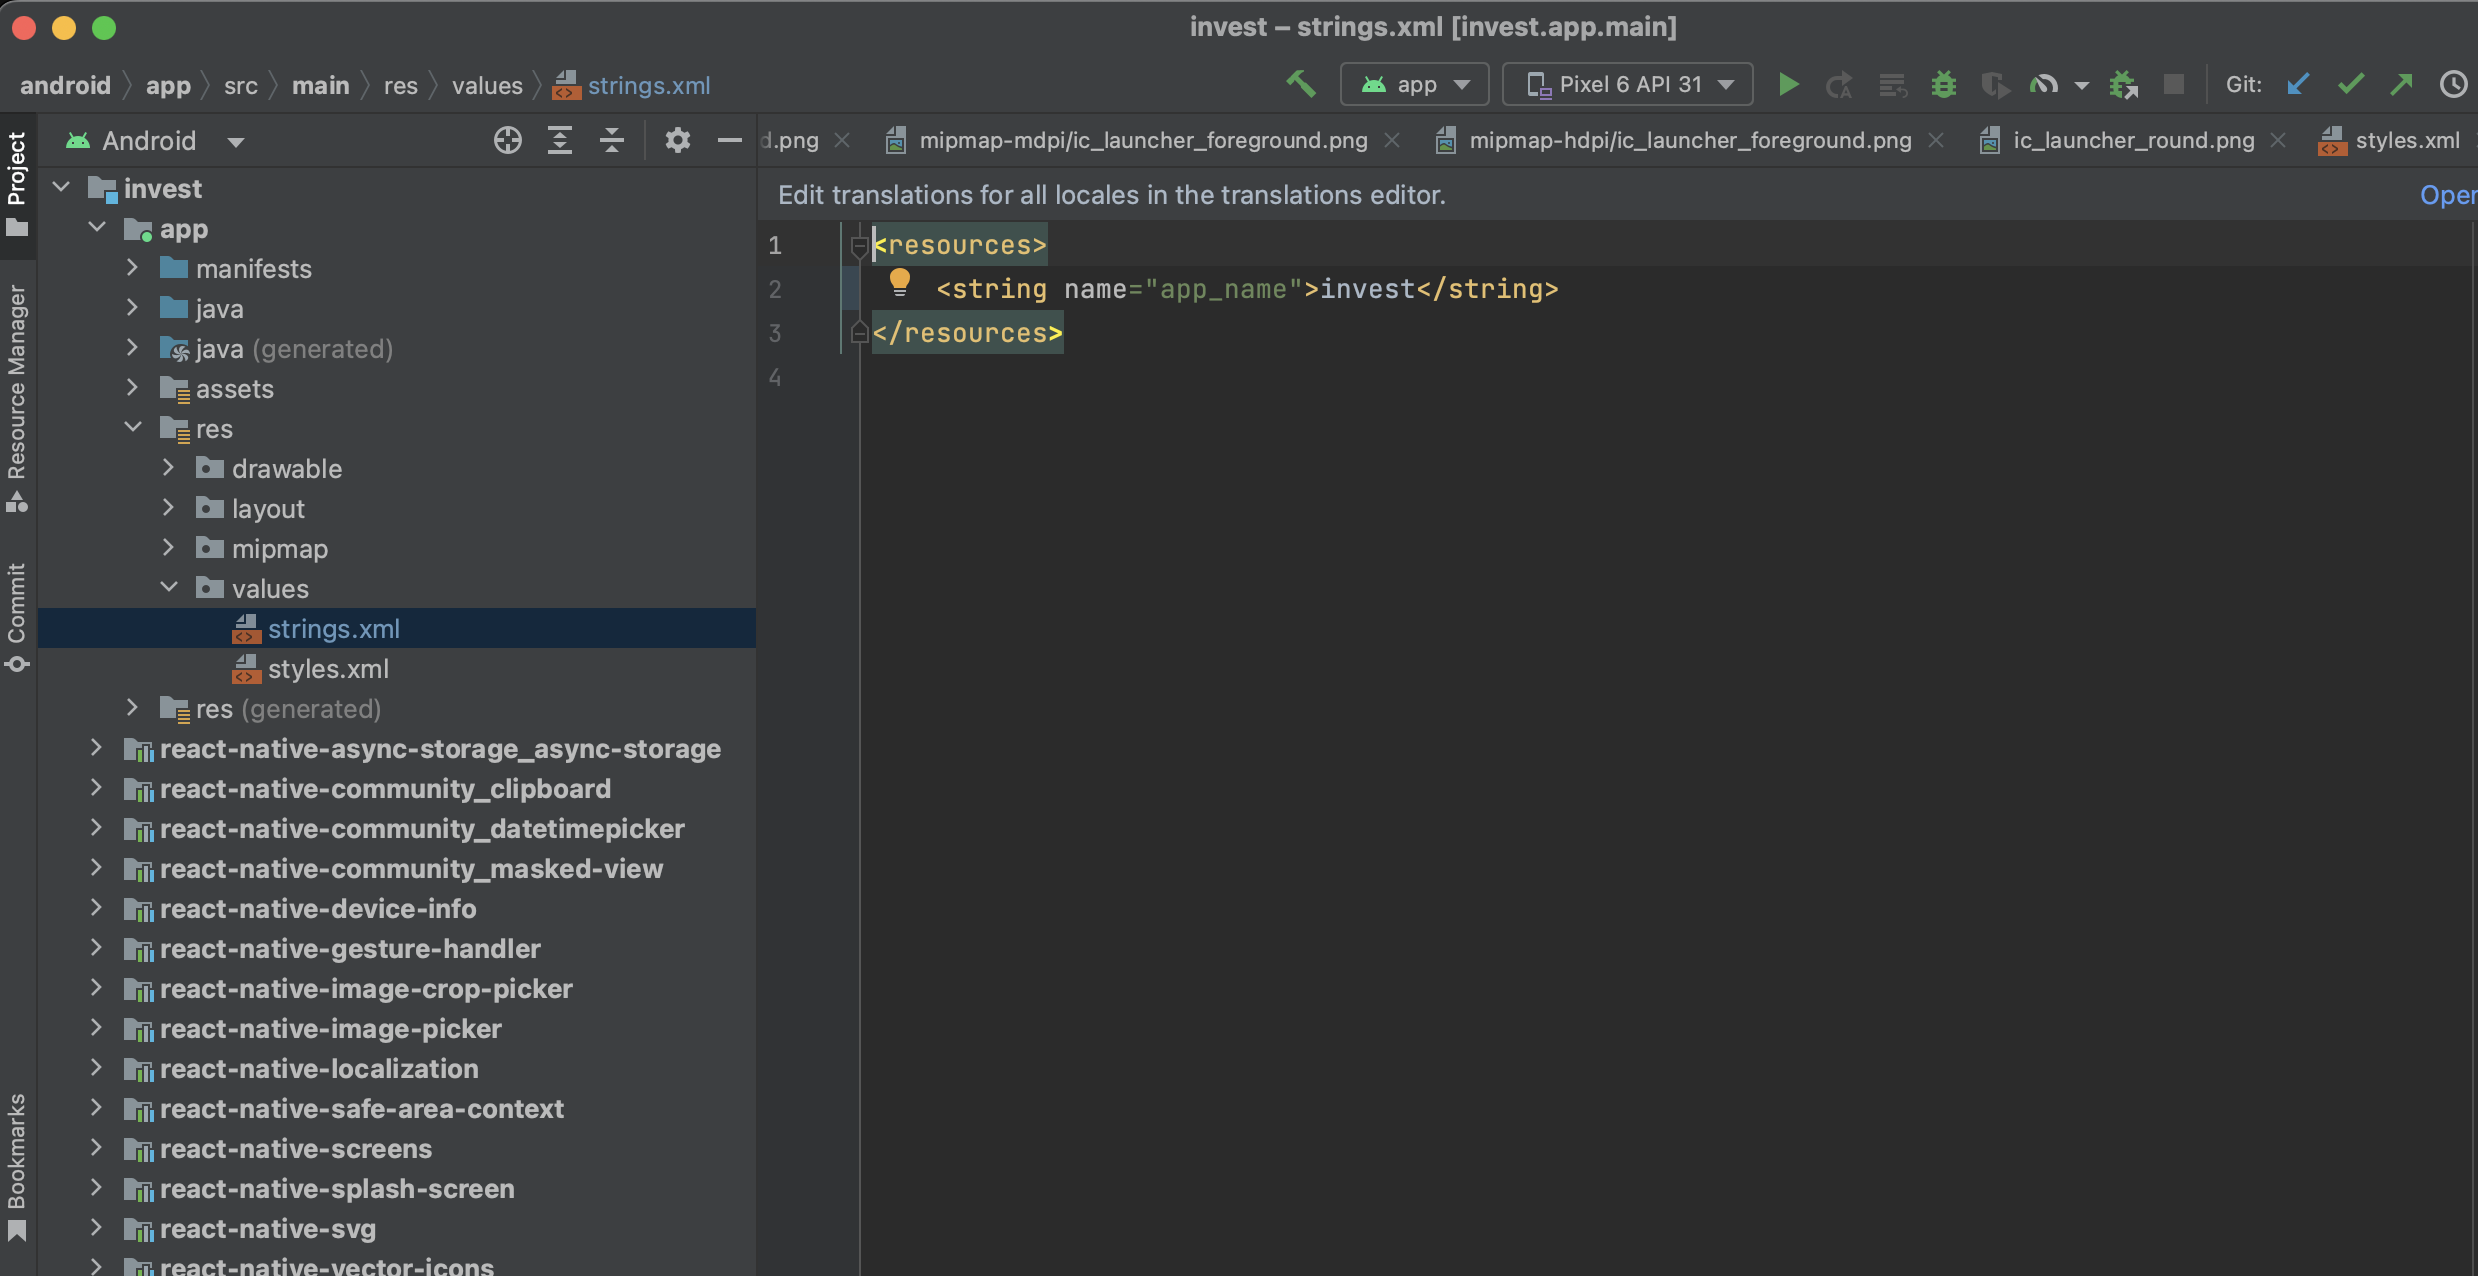 invest – strings.xml [invest.app.main]
android app src main res values strings.xml
app
Pixel 6 API 31
Git:
Android
d.png
mipmap-mdpi/ic_launcher_foreground.png
mipmap-hdpi/ic_launcher_foreground.png
ic_launcher_round.png
styles.xml
Project
Resource Manager
Commit
Bookmarks
invest
app
manifests
java
java (generated)
assets
res
drawable
layout
mipmap
values
strings.xml
styles.xml
res (generated)
react-native-async-storage_async-storage
react-native-community_clipboard
react-native-community_datetimepicker
react-native-community_masked-view
react-native-device-info
react-native-gesture-handler
react-native-image-crop-picker
react-native-image-picker
react-native-localization
react-native-safe-area-context
react-native-screens
react-native-splash-screen
react-native-svg
react-native-vector-icons
Edit translations for all locales in the translations editor.
Open
1 <resources>
2 <string name="app_name">invest</string>
3 </resources>
4